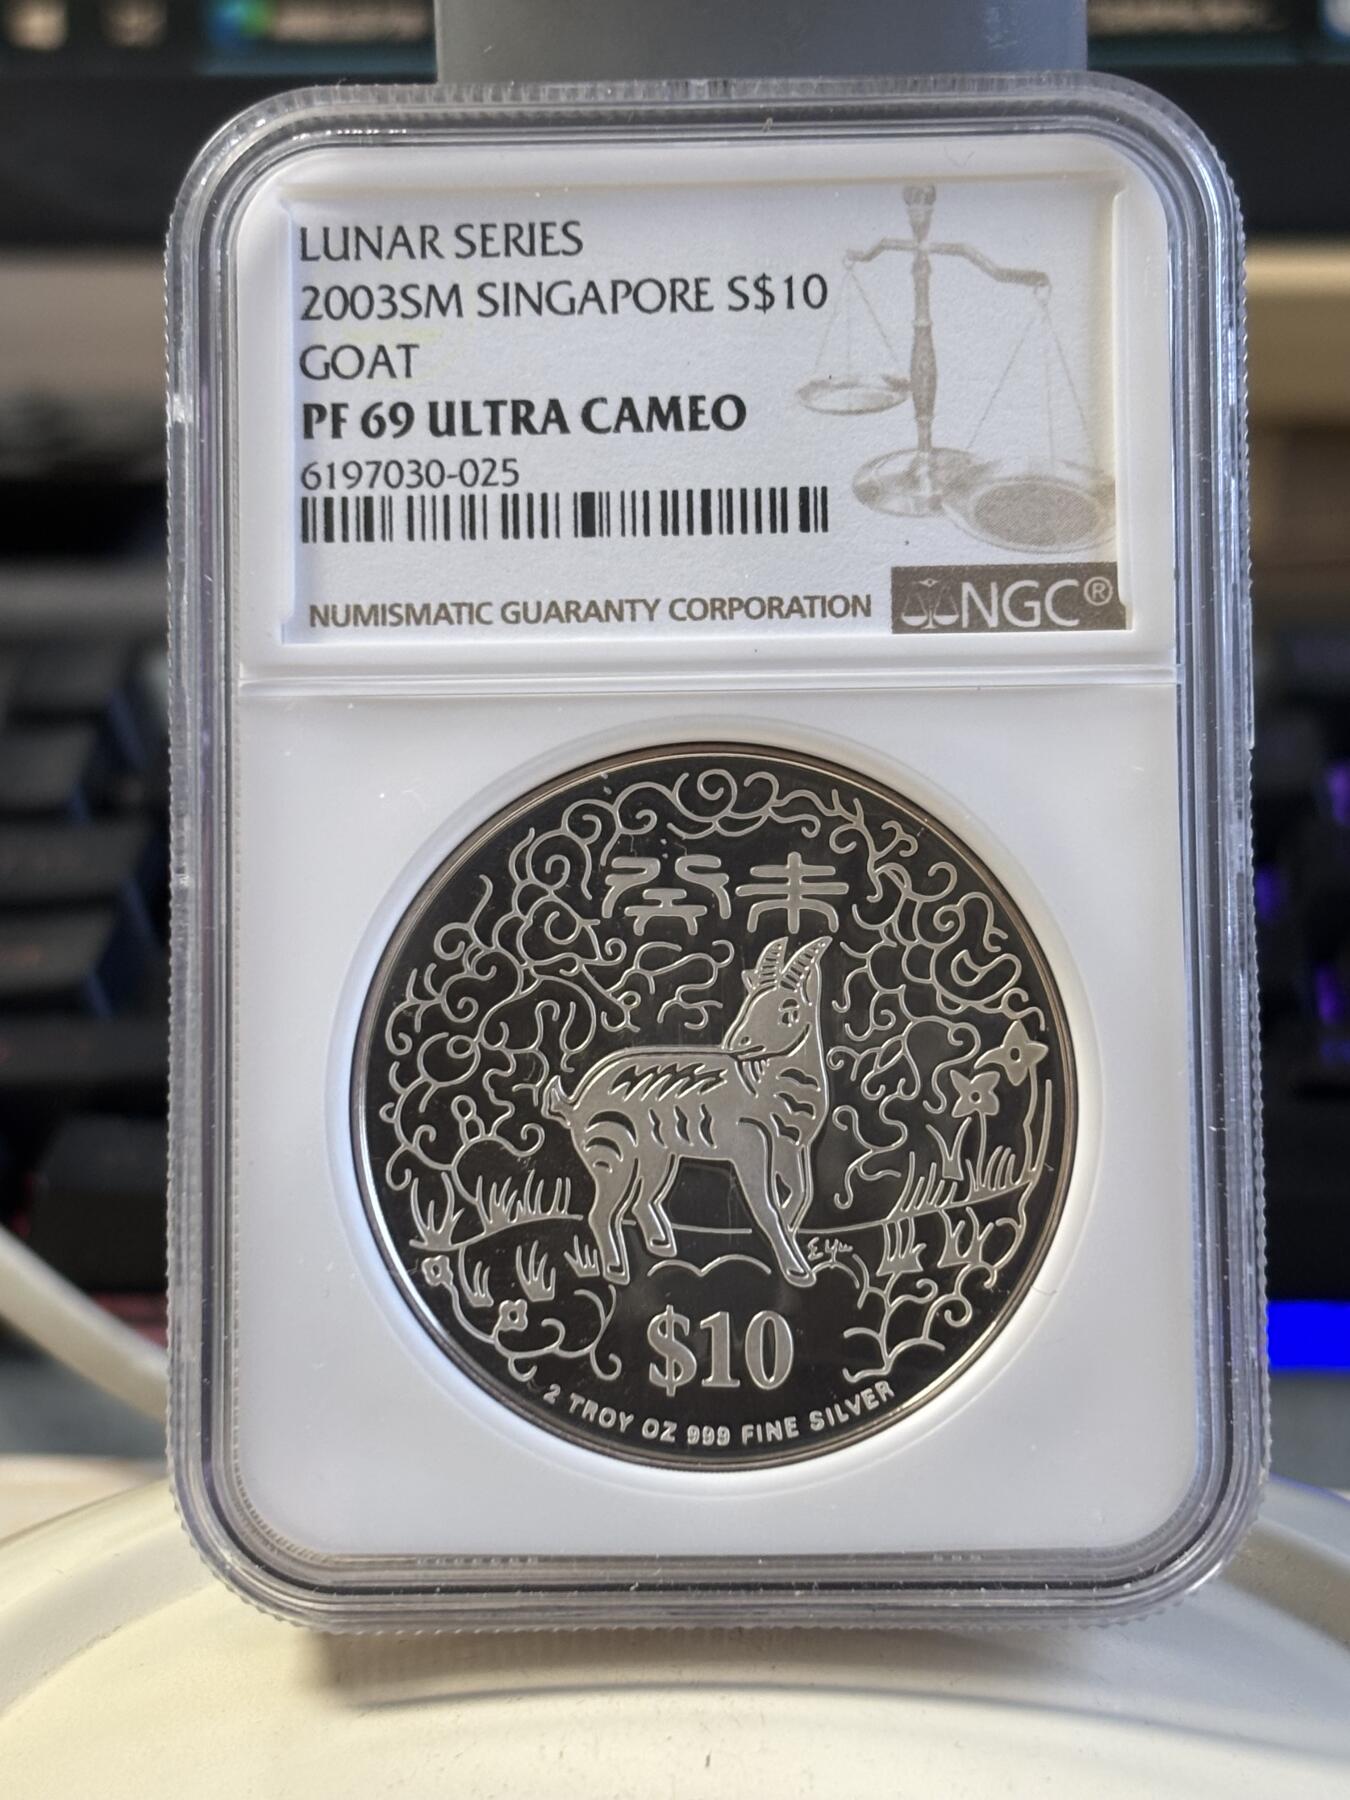 LUNAR SERIES
2003SM SINGAPORE S$10
GOAT
PF 69 ULTRA CAMEO
6197030-025
NUMISMATIC GUARANTY CORPORATION
NGC®
癸未
E Yu
$10
2 TROY OZ 999 FINE SILVER